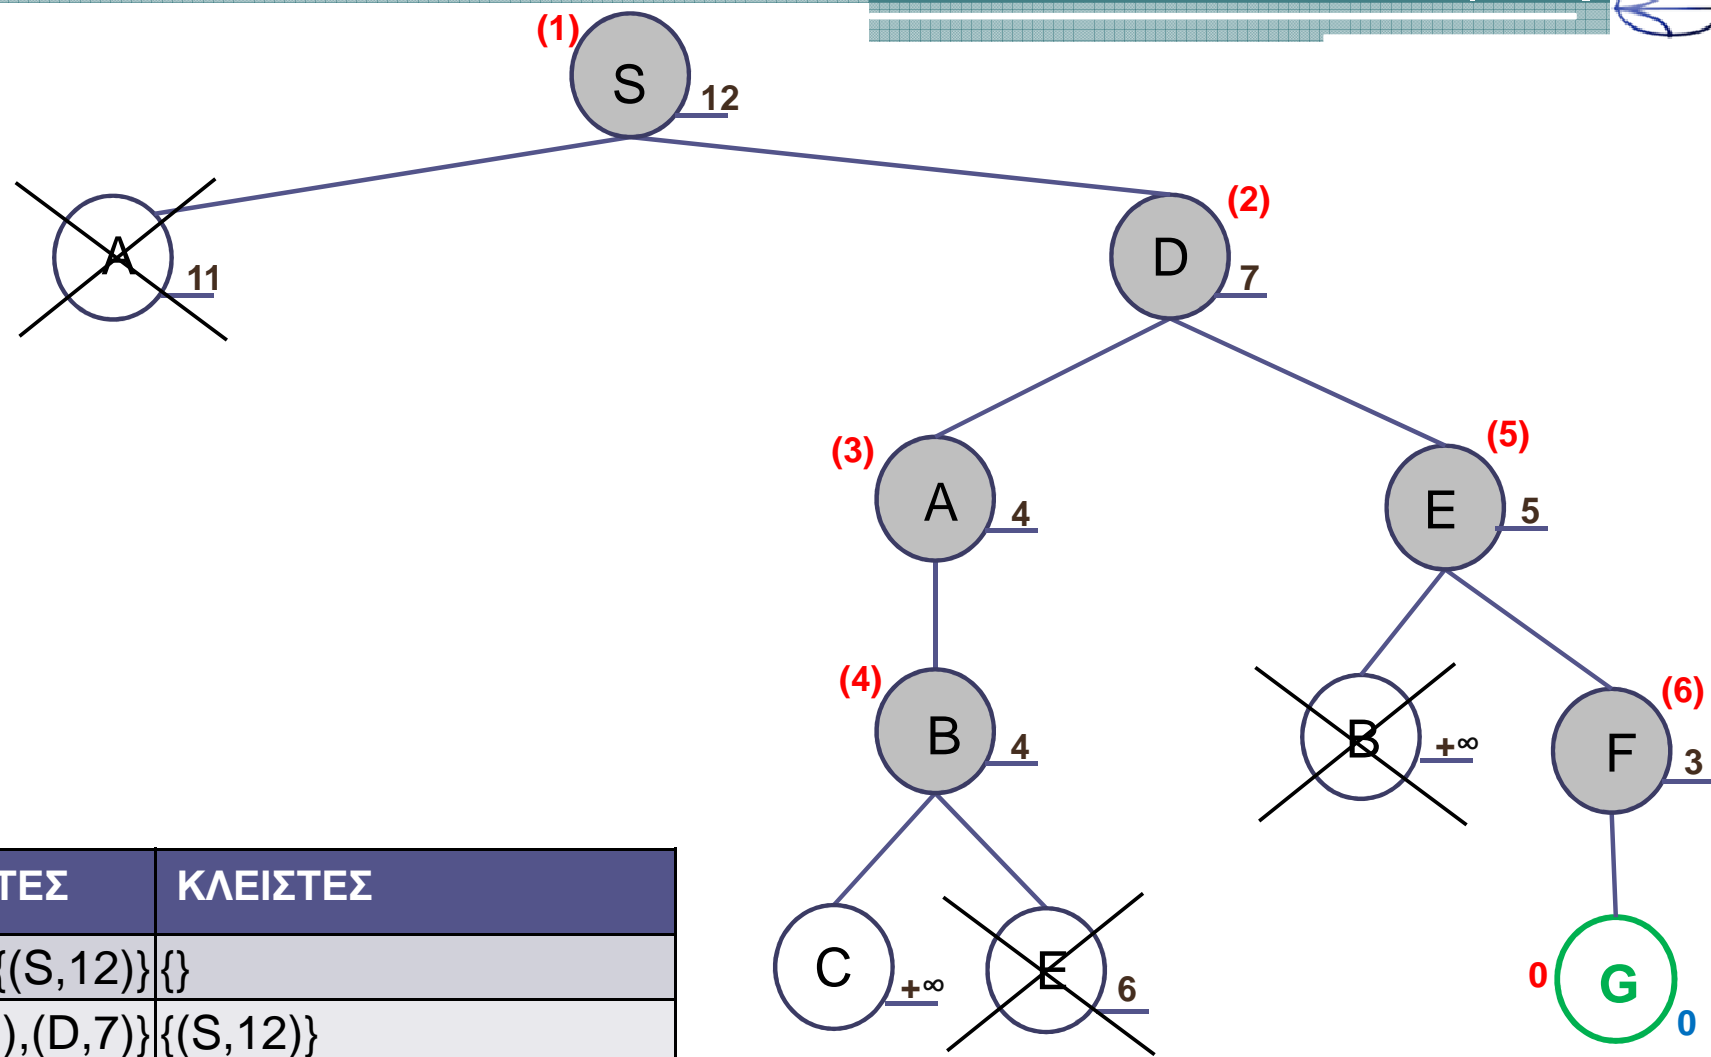 (1)
S
12
A
11
(2)
D
7
(3)
A
4
(5)
E
5
(4)
B
4
B
+∞
(6)
F
3
C
+∞
E
6
0
G
0
ΤΕΣ ΚΛΕΙΣΤΕΣ
{(S,12)} {}
),(D,7)} {(S,12)}